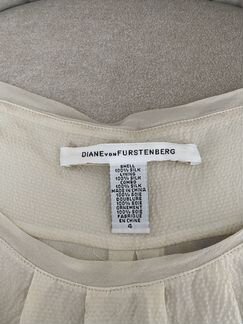 DIANE VON FURSTENBERG
SHELL
100% SILK
LINING
100% SILK
COMBO
100% SILK
MADE IN CHINA
100% SOIE
DOUBLURE
100% SOIE
ORNEMENT
100% SOIE
FABRIQUÉ
EN CHINE
4